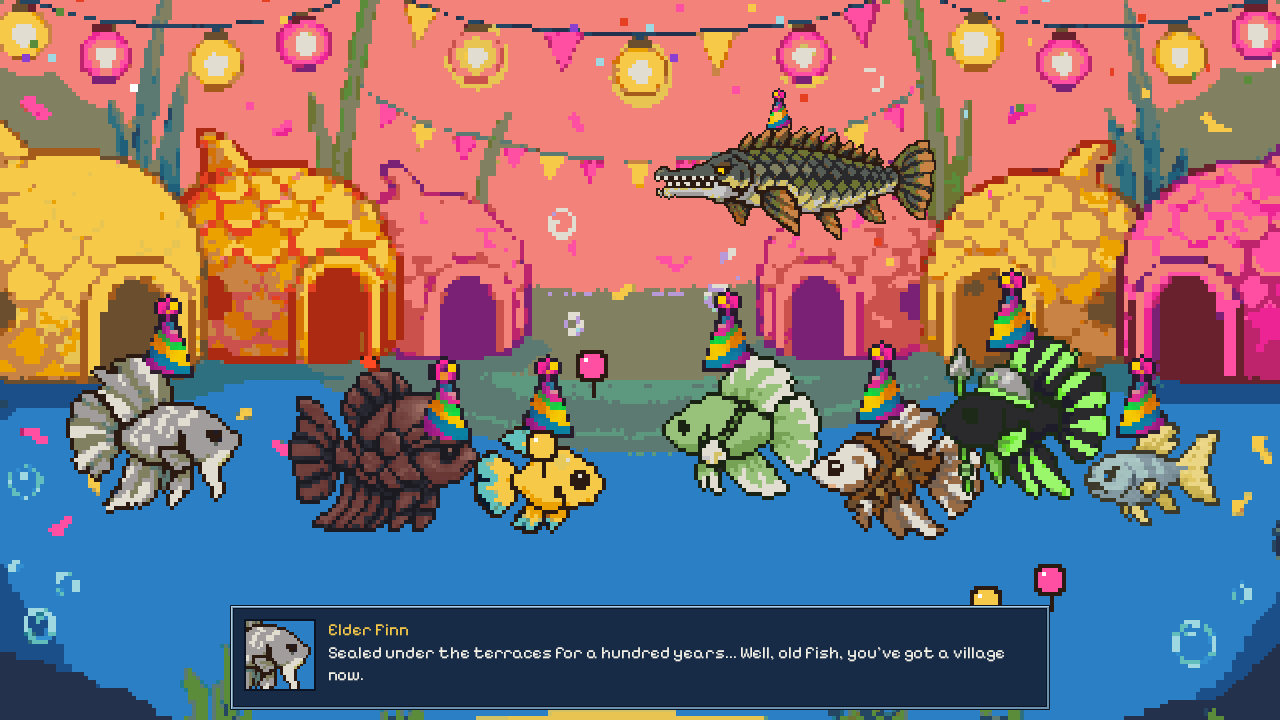 Elder Finn
Sealed under the terraces for a hundred years... Well, old fish, you've got a village
now.